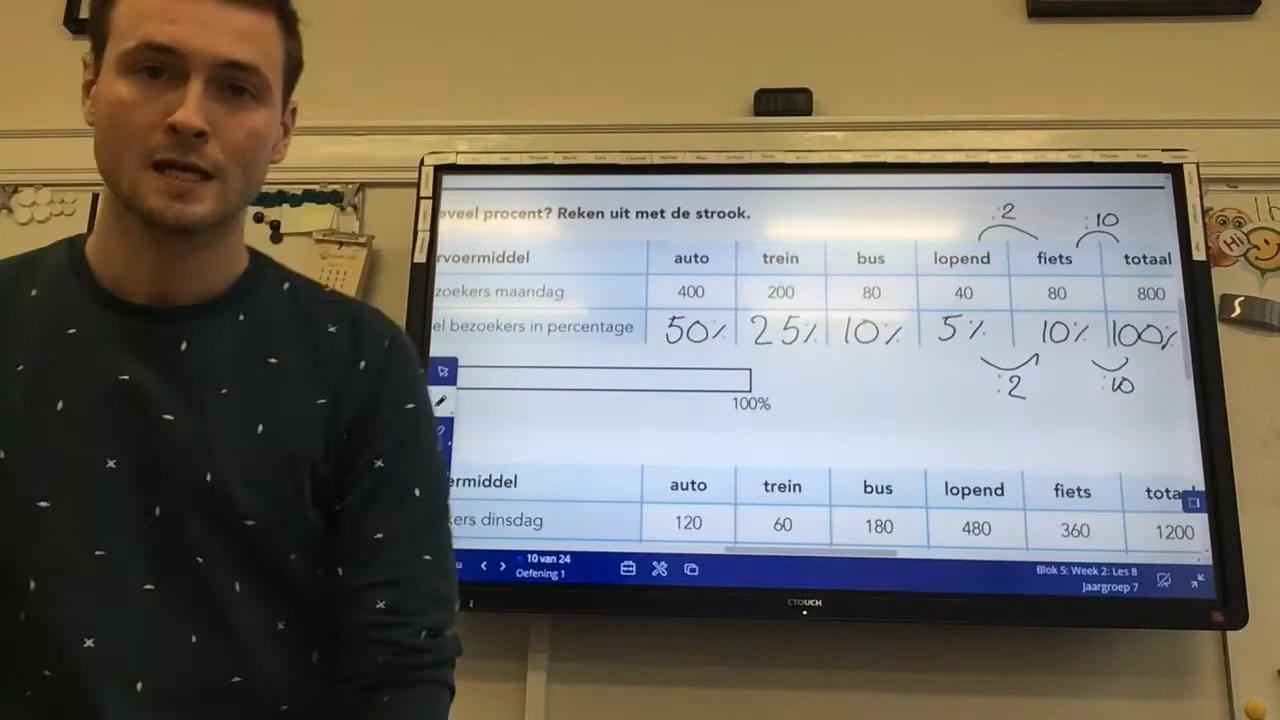 eveel procent? Reken uit met de strook.
:2 :10
rvoermiddel auto trein bus lopend fiets totaal
zoekers maandag 400 200 80 40 80 800
el bezoekers in percentage 50% 25% 10% 5% 10% 100%
:2 :10
100%
ermiddel auto trein bus lopend fiets totaa
kers dinsdag 120 60 180 480 360 1200
u 10 van 24
Oefening 1
Blok 5: Week 2: Les 8
Jaargroep 7
CTOUCH
Hi